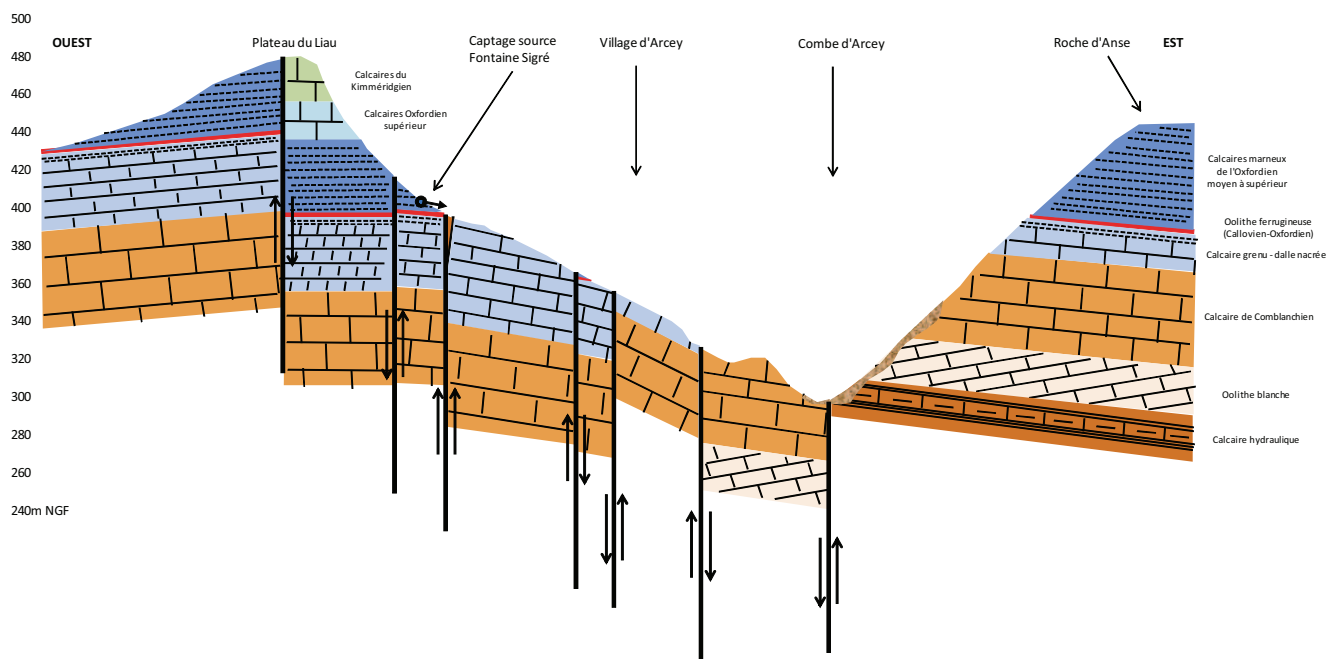 500
OUEST
Plateau du Liau
Captage source
Fontaine Sigré
Village d'Arcey
Combe d'Arcey
Roche d'Anse
EST
480
Calcaires du
Kimméridgien
460
Calcaires Oxfordien
supérieur
440
420
Calcaires marneux
de l'Oxfordien
moyen à supérieur
400
Oolithe ferrugineuse
(Callovien-Oxfordien)
380
Calcaire grenu - dalle nacrée
360
340
Calcaire de Comblanchien
320
300
Oolithe blanche
280
Calcaire hydraulique
260
240m NGF